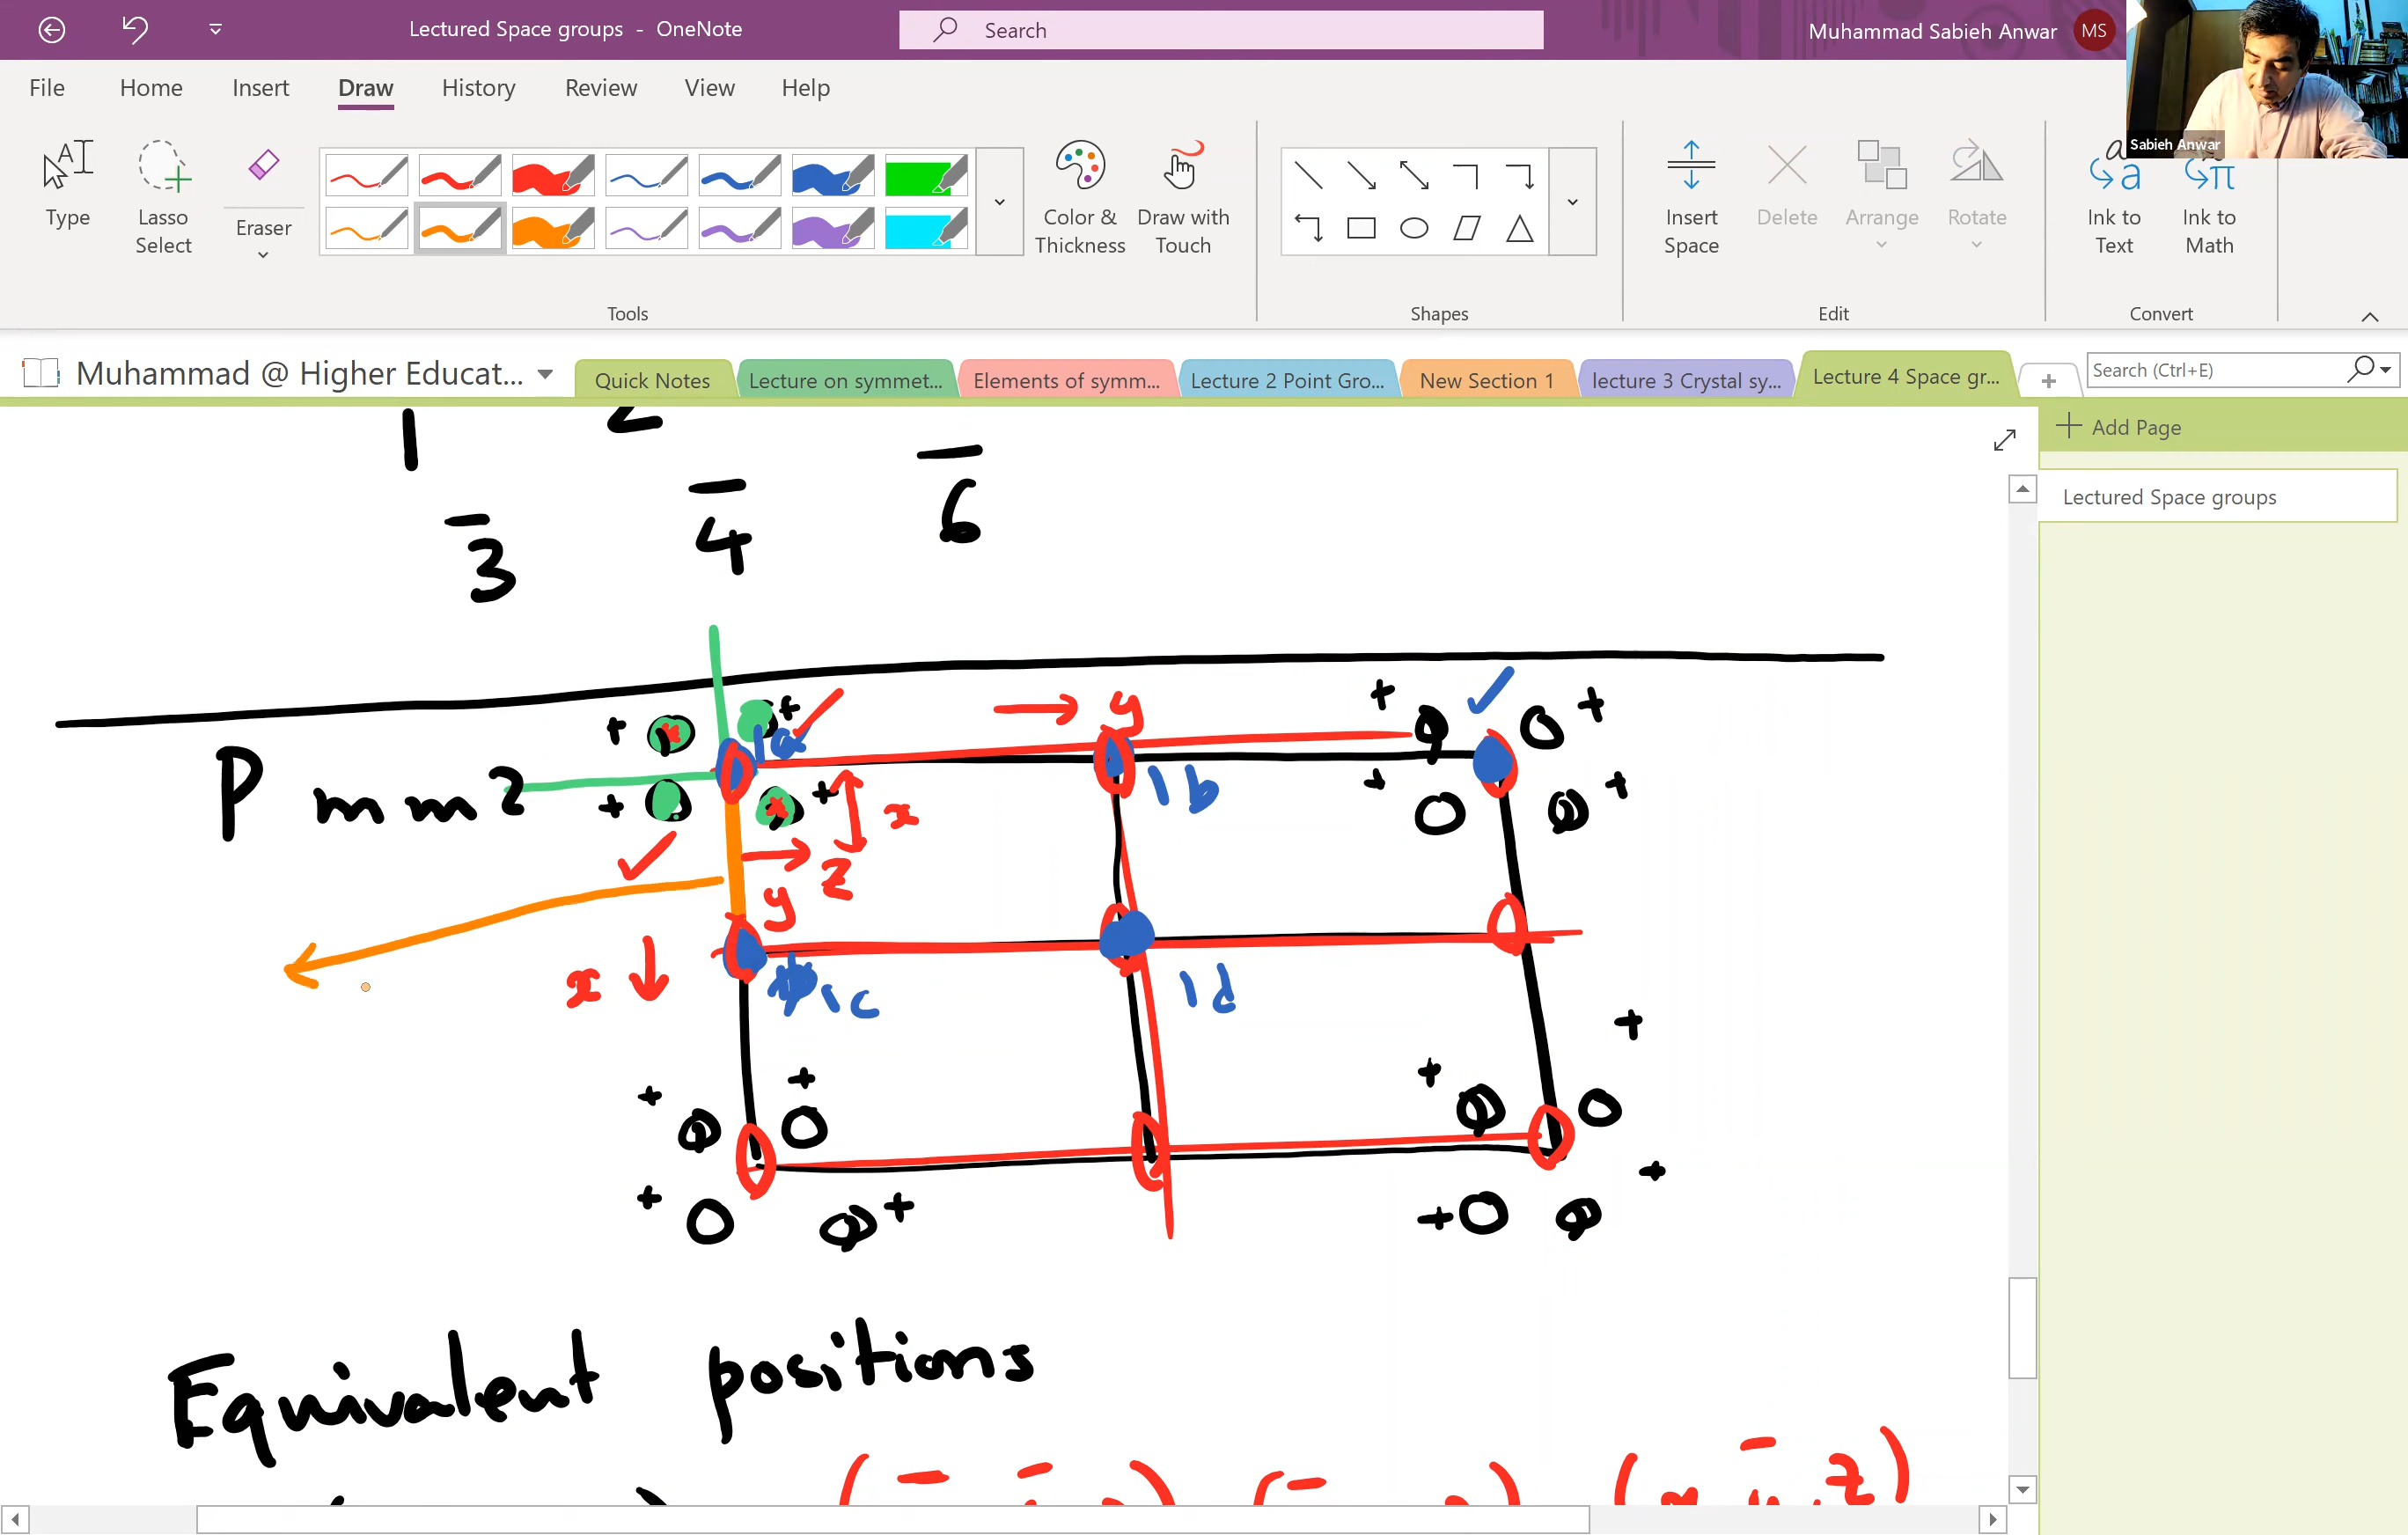 Lectured Space groups - OneNote
Search
Muhammad Sabieh Anwar
MS
File Home Insert Draw History Review View Help
Sabieh Anwar
Type
Lasso Select
Eraser
Color & Thickness
Draw with Touch
Insert Space
Delete
Arrange
Rotate
Ink to Text
Ink to Math
Tools
Shapes
Edit
Convert
Muhammad @ Higher Educat...
Quick Notes
Lecture on symmet...
Elements of symm...
Lecture 2 Point Gro...
New Section 1
lecture 3 Crystal sy...
Lecture 4 Space gr...
Search (Ctrl+E)
Add Page
Lectured Space groups
1 2
3̅ 4̅ 6̅
P mm2
1a
y
1b
x
z
y
x
1c
1d
Equivalent positions